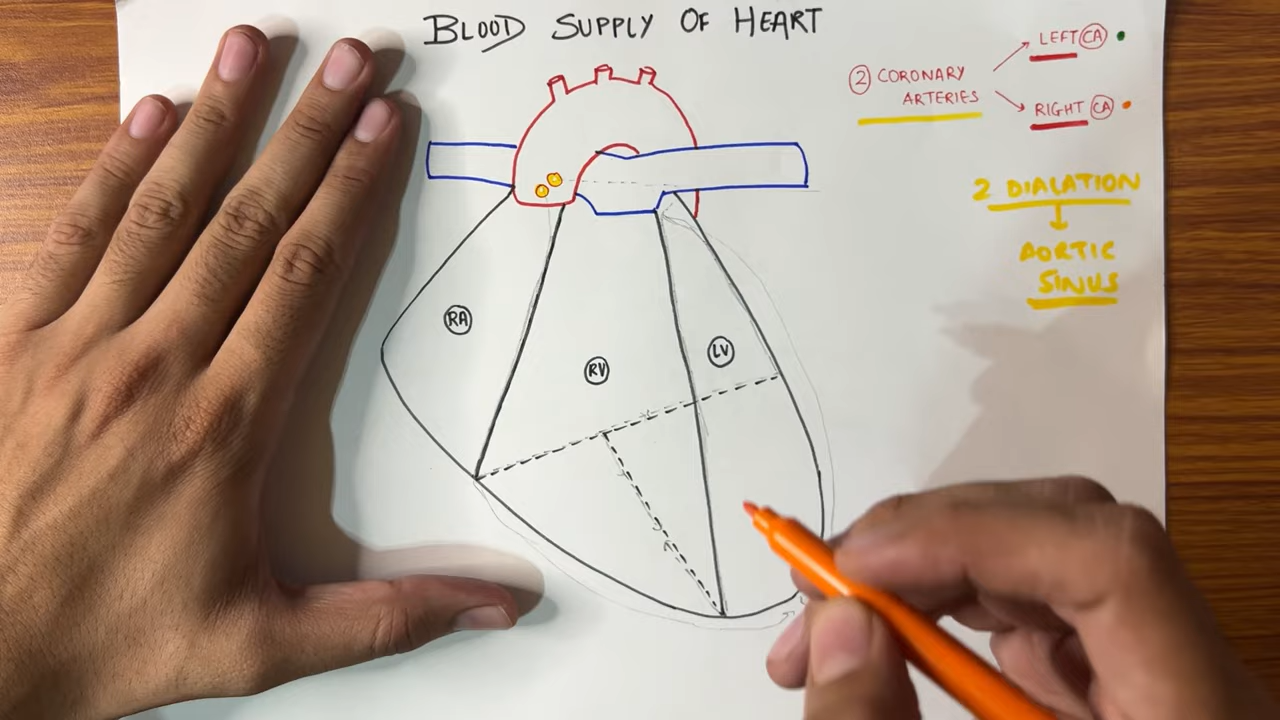 BLOOD SUPPLY OF HEART
2 CORONARY
ARTERIES
LEFT CA
RIGHT CA
2 DIALATION
AORTIC
SINUS
RA
RV
LV